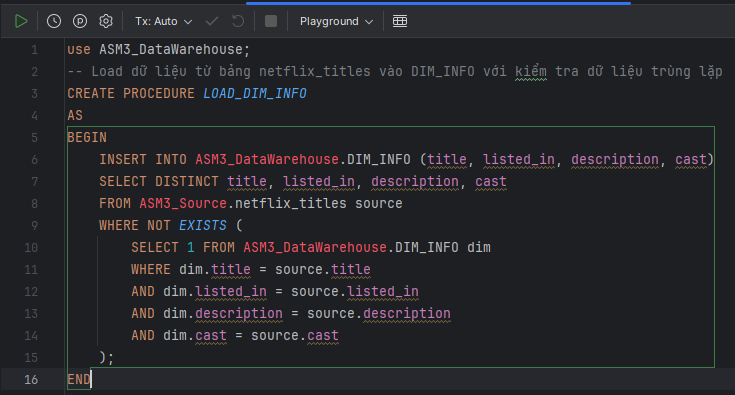 Tx: Auto
Playground
1 use ASM3_DataWarehouse;
2 -- Load dữ liệu từ bảng netflix_titles vào DIM_INFO với kiểm tra dữ liệu trùng lặp
3 CREATE PROCEDURE LOAD_DIM_INFO
4 AS
5 BEGIN
6     INSERT INTO ASM3_DataWarehouse.DIM_INFO (title, listed_in, description, cast)
7     SELECT DISTINCT title, listed_in, description, cast
8     FROM ASM3_Source.netflix_titles source
9     WHERE NOT EXISTS (
10         SELECT 1 FROM ASM3_DataWarehouse.DIM_INFO dim
11         WHERE dim.title = source.title
12         AND dim.listed_in = source.listed_in
13         AND dim.description = source.description
14         AND dim.cast = source.cast
15     );
16 END